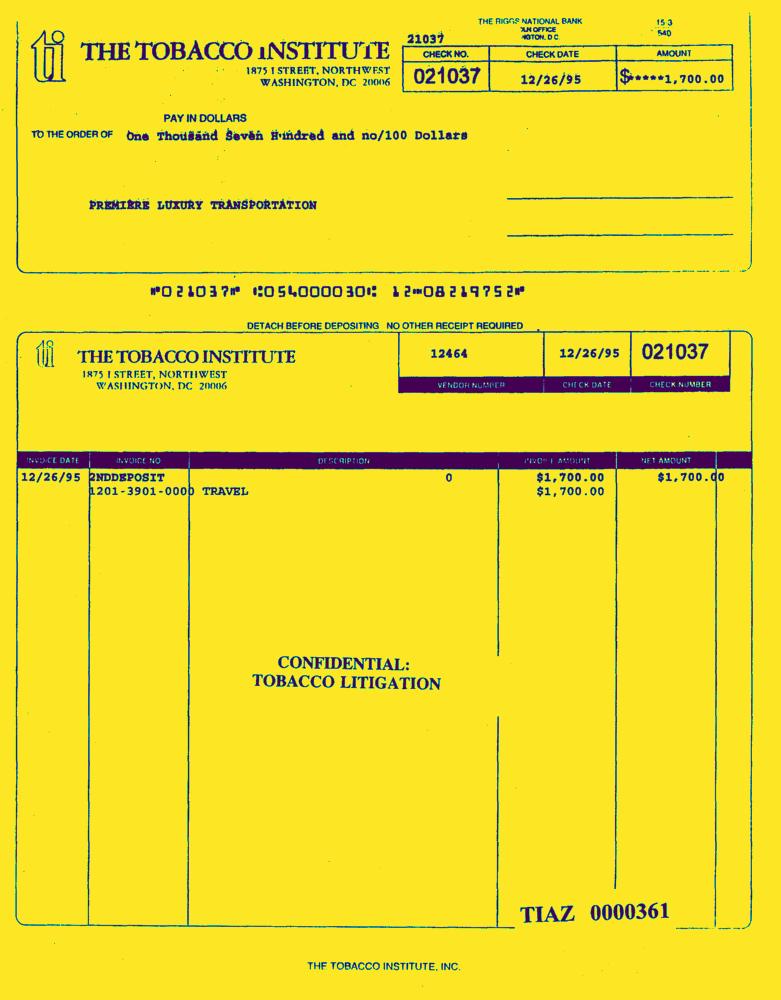 THE RIGGS NATIONAL BANK
OFFICE
D C
15 3
540
ti THE TOBACCO INSTITUTE
1875 I STREET, NORTHWEST
WASHINGTON, DC 20006
21037
CHECK NO. CHECK DATE AMOUNT
021037 12/26/95 $*****1,700.00
PAY IN DOLLARS
TO THE ORDER OF One Thousand Seven Hundred and no/100 Dollars
PREMIERE LUXURY TRANSPORTATION
⑈021037⑈ ⑆054000030⑆ 12⑉08219752⑈
DETACH BEFORE DEPOSITING NO OTHER RECEIPT REQUIRED
ti THE TOBACCO INSTITUTE
1875 I STREET, NORTHWEST
WASHINGTON, DC 20006
12464 12/26/95 021037
VENDOR NUMBER CHECK DATE CHECK NUMBER
INVOICE DATE INVOICE NO DESCRIPTION INVOICE AMOUNT NET AMOUNT
12/26/95 2NDDEPOSIT 0 $1,700.00 $1,700.00
1201-3901-0000 TRAVEL $1,700.00
CONFIDENTIAL:
TOBACCO LITIGATION
TIAZ 0000361
THE TOBACCO INSTITUTE, INC.